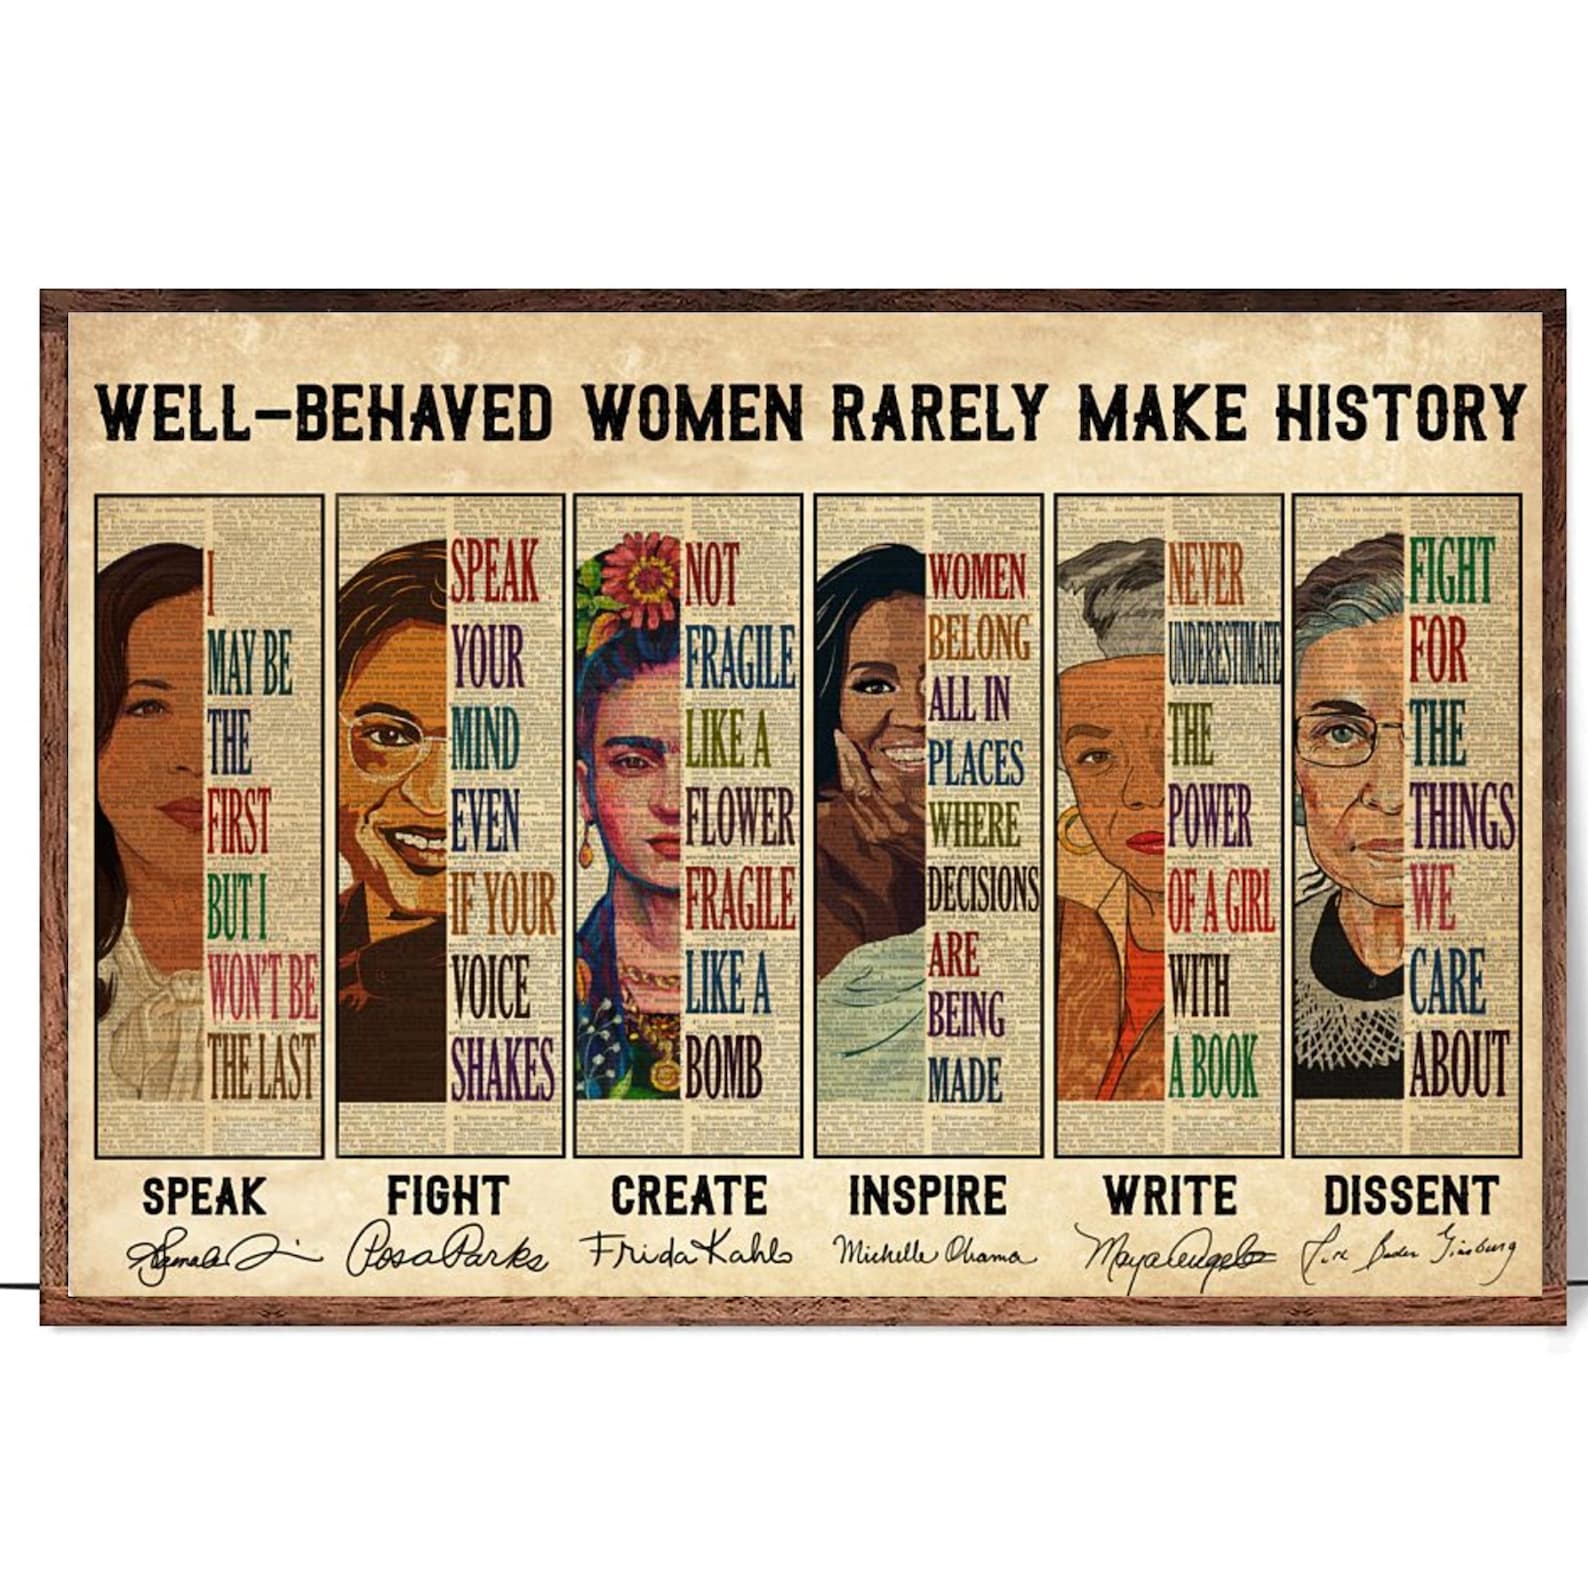 WELL-BEHAVED WOMEN RARELY MAKE HISTORY
I
MAY BE
THE
FIRST
BUT I
WON'T BE
THE LAST
SPEAK
YOUR
MIND
EVEN
IF YOUR
VOICE
SHAKES
NOT
FRAGILE
LIKE A
FLOWER
FRAGILE
LIKE A
BOMB
WOMEN
BELONG
ALL IN
PLACES
WHERE
DECISIONS
ARE
BEING
MADE
NEVER
UNDERESTIMATE
THE
POWER
OF A GIRL
WITH
A BOOK
FIGHT
FOR
THE
THINGS
WE
CARE
ABOUT
SPEAK
FIGHT
CREATE
INSPIRE
WRITE
DISSENT
Rosa Parks
Frida Kahlo
Michelle Obama
Maya Angelou
Ruth Bader Ginsburg